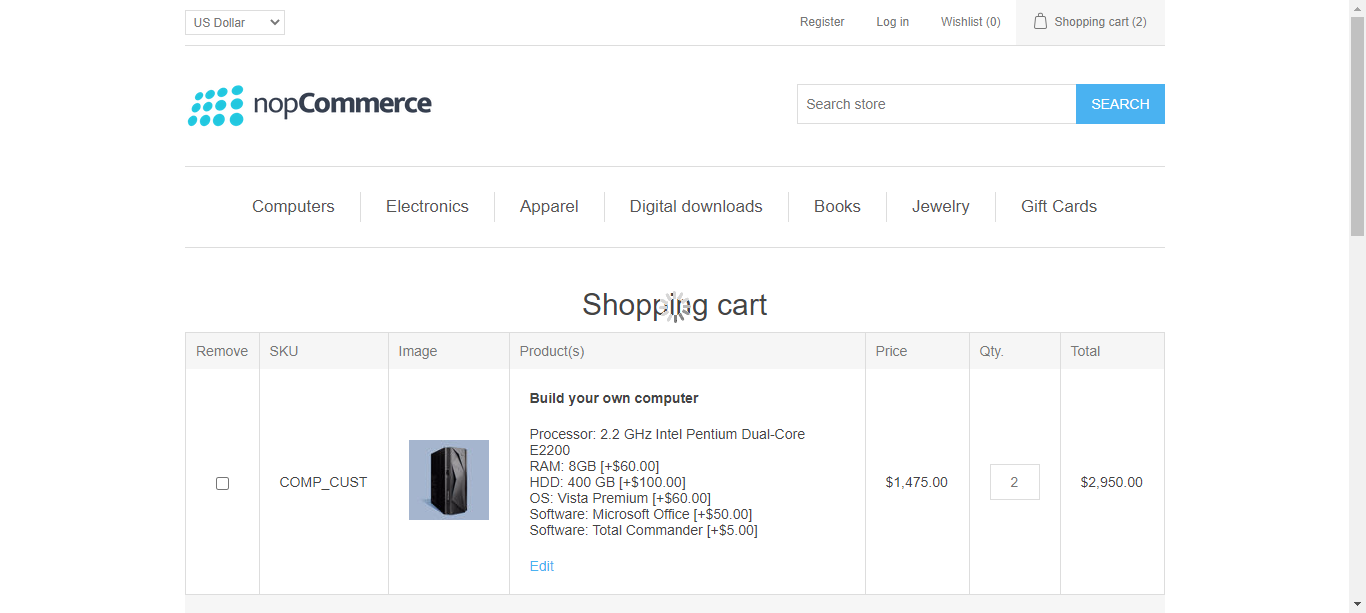 US Dollar
Register
Log in
Wishlist (0)
Shopping cart (2)
nopCommerce
Search store
SEARCH
Computers
Electronics
Apparel
Digital downloads
Books
Jewelry
Gift Cards
Shopping cart
Remove
SKU
Image
Product(s)
Price
Qty.
Total
COMP_CUST
Build your own computer
Processor: 2.2 GHz Intel Pentium Dual-Core
E2200
RAM: 8GB [+$60.00]
HDD: 400 GB [+$100.00]
OS: Vista Premium [+$60.00]
Software: Microsoft Office [+$50.00]
Software: Total Commander [+$5.00]
Edit
$1,475.00
2
$2,950.00